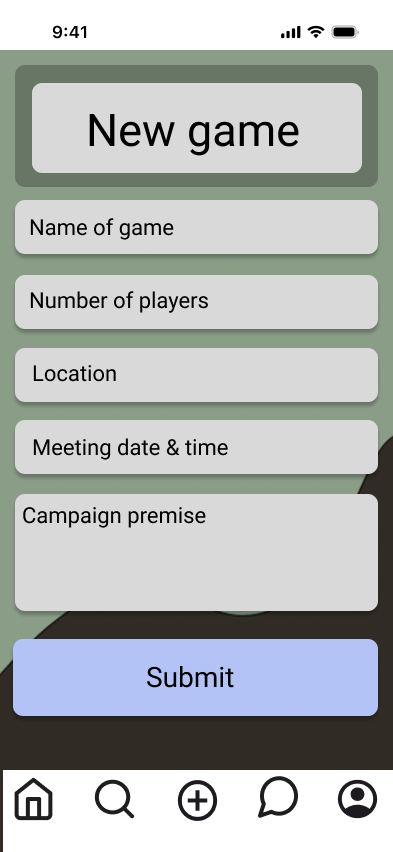 9:41
New game
Name of game
Number of players
Location
Meeting date & time
Campaign premise
Submit